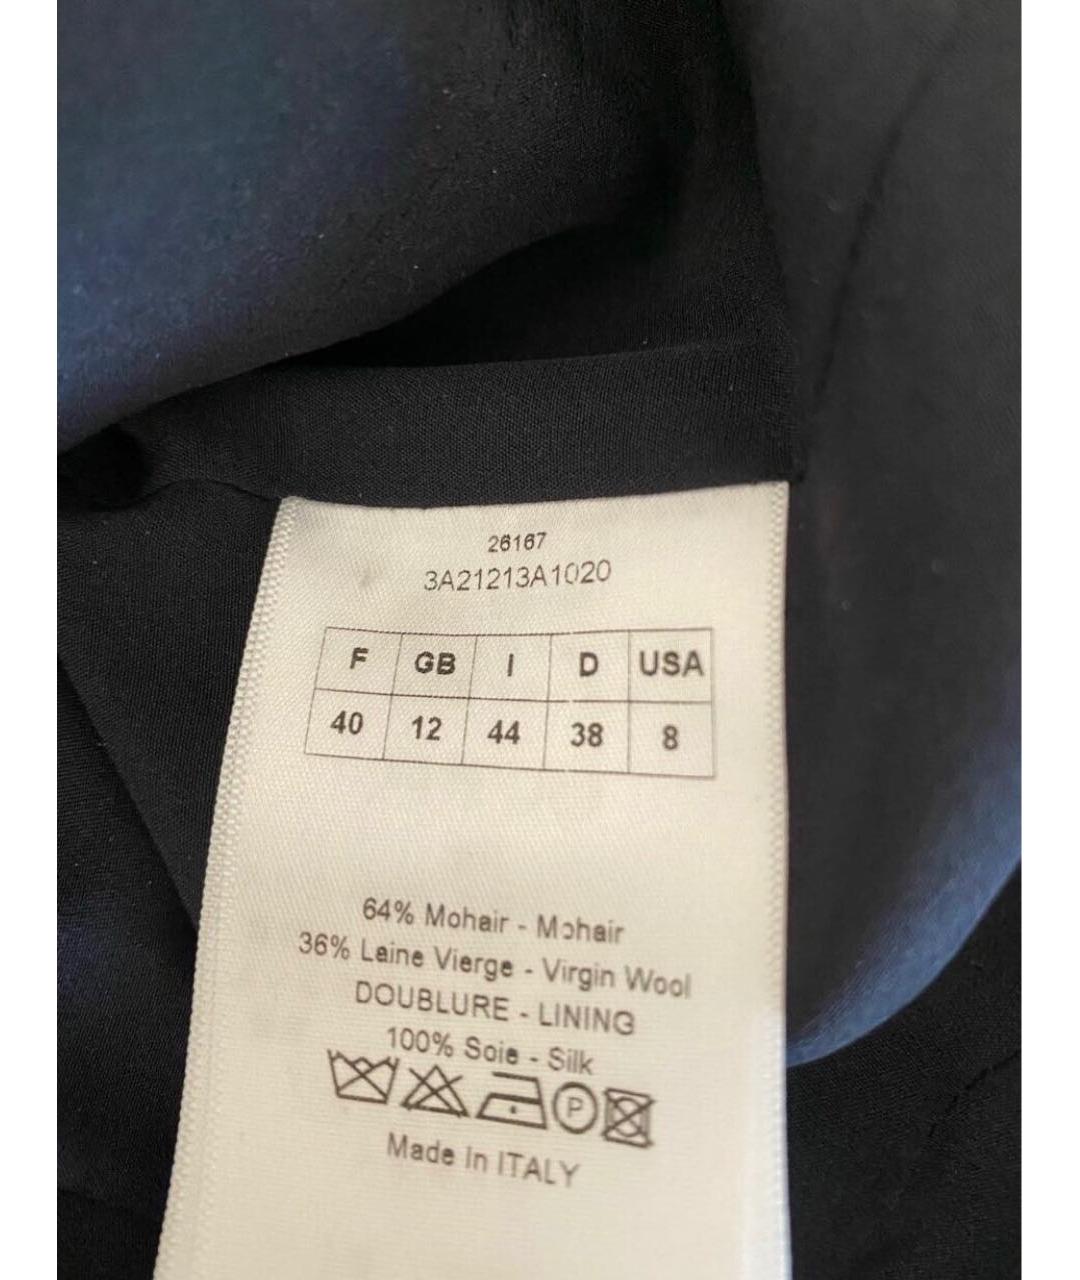 26167
3A21213A1020
F GB I D USA
40 12 44 38 8
64% Mohair - Mohair
36% Laine Vierge - Virgin Wool
DOUBLURE - LINING
100% Soie - Silk
P
Made In ITALY